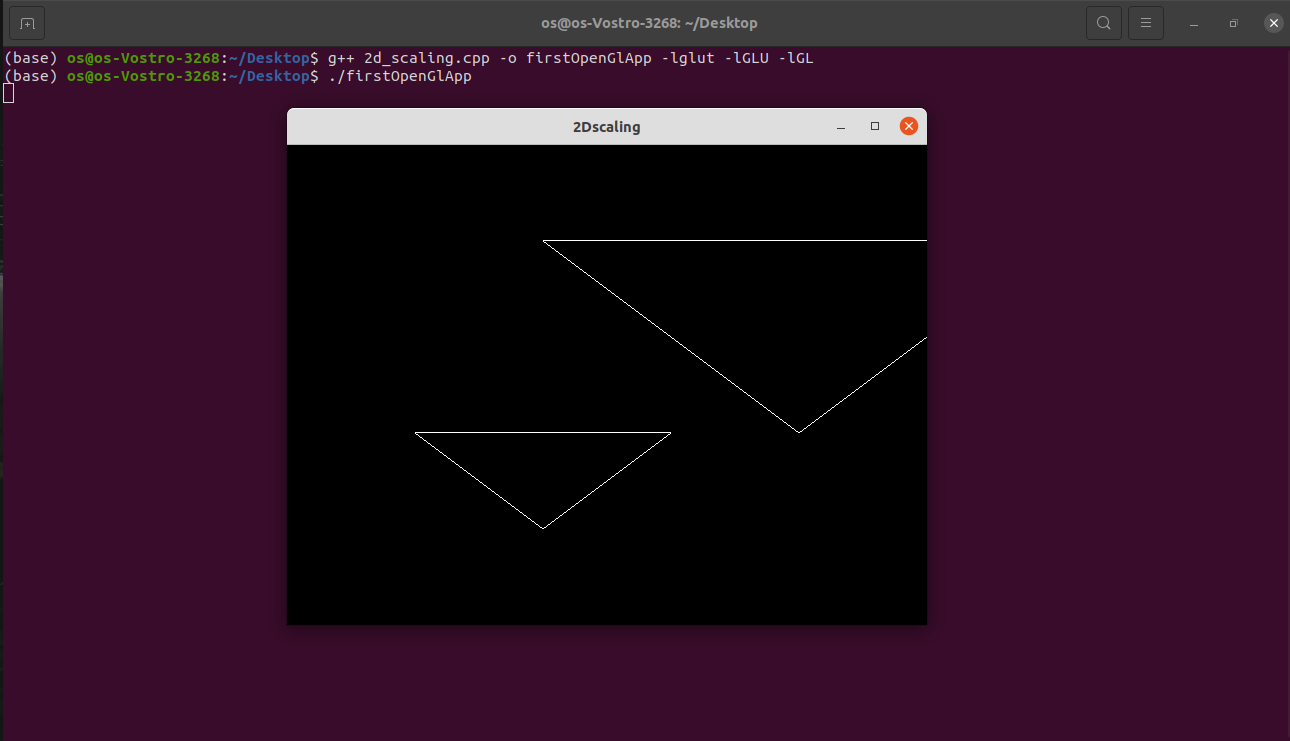 os@os-Vostro-3268: ~/Desktop
(base) os@os-Vostro-3268:~/Desktop$ g++ 2d_scaling.cpp -o firstOpenGlApp -lglut -lGLU -lGL
(base) os@os-Vostro-3268:~/Desktop$ ./firstOpenGlApp
2Dscaling